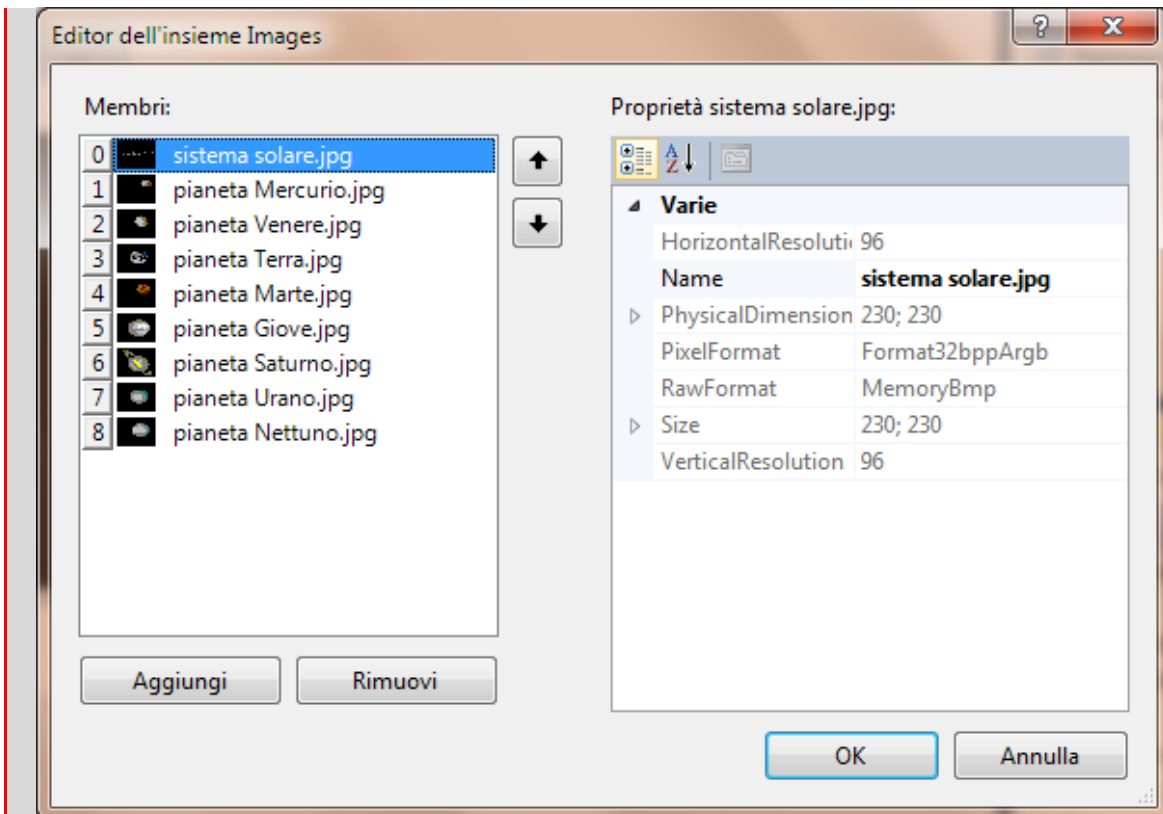 Editor dell'insieme Images
Membri:
0 sistema solare.jpg
1 pianeta Mercurio.jpg
2 pianeta Venere.jpg
3 pianeta Terra.jpg
4 pianeta Marte.jpg
5 pianeta Giove.jpg
6 pianeta Saturno.jpg
7 pianeta Urano.jpg
8 pianeta Nettuno.jpg
Aggiungi Rimuovi
Proprietà sistema solare.jpg:
Varie
HorizontalResoluti 96
Name sistema solare.jpg
PhysicalDimension 230; 230
PixelFormat Format32bppArgb
RawFormat MemoryBmp
Size 230; 230
VerticalResolution 96
OK Annulla